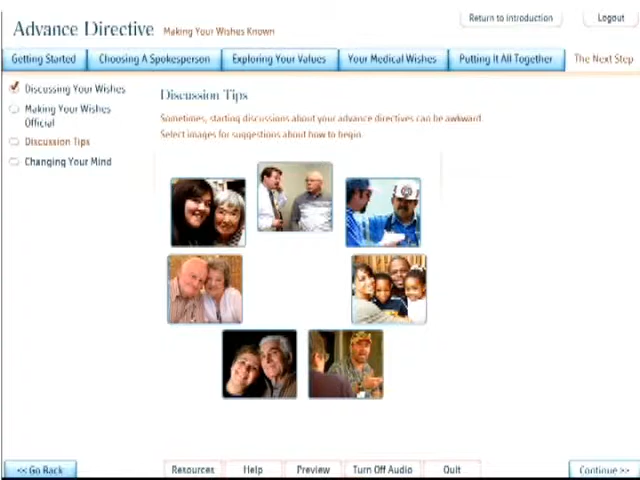 Advance Directive Making Your Wishes Known
Return to Introduction
Logout
Getting Started
Choosing A Spokesperson
Exploring Your Values
Your Medical Wishes
Putting It All Together
The Next Step
Discussing Your Wishes
Making Your Wishes
Official
Discussion Tips
Changing Your Mind
Discussion Tips
Sometimes, starting discussions about your advance directives can be awkward.
Select images for suggestions about how to begin.
<< Go Back
Resources
Help
Preview
Turn Off Audio
Quit
Continue >>